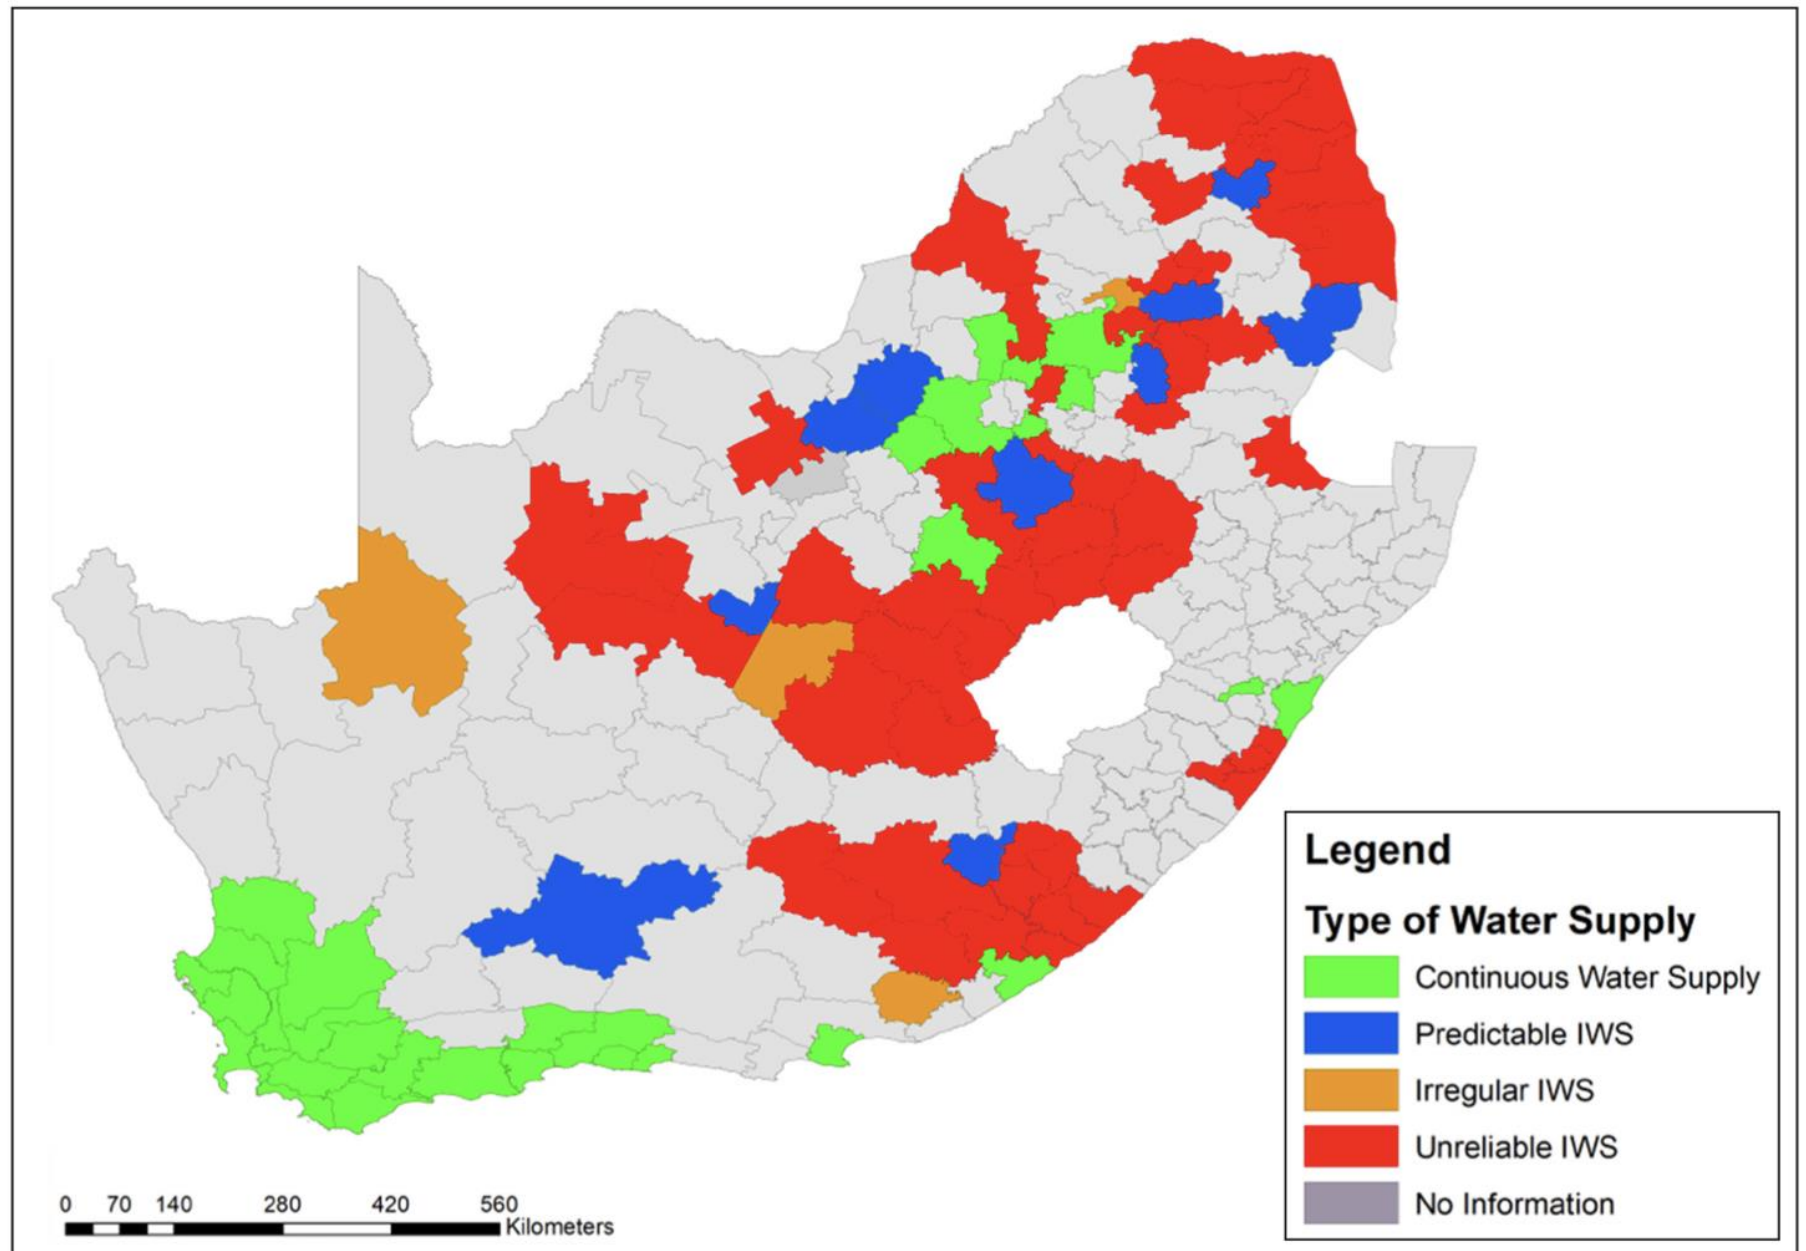 Legend
Type of Water Supply
Continuous Water Supply
Predictable IWS
Irregular IWS
Unreliable IWS
No Information
0 70 140 280 420 560
Kilometers